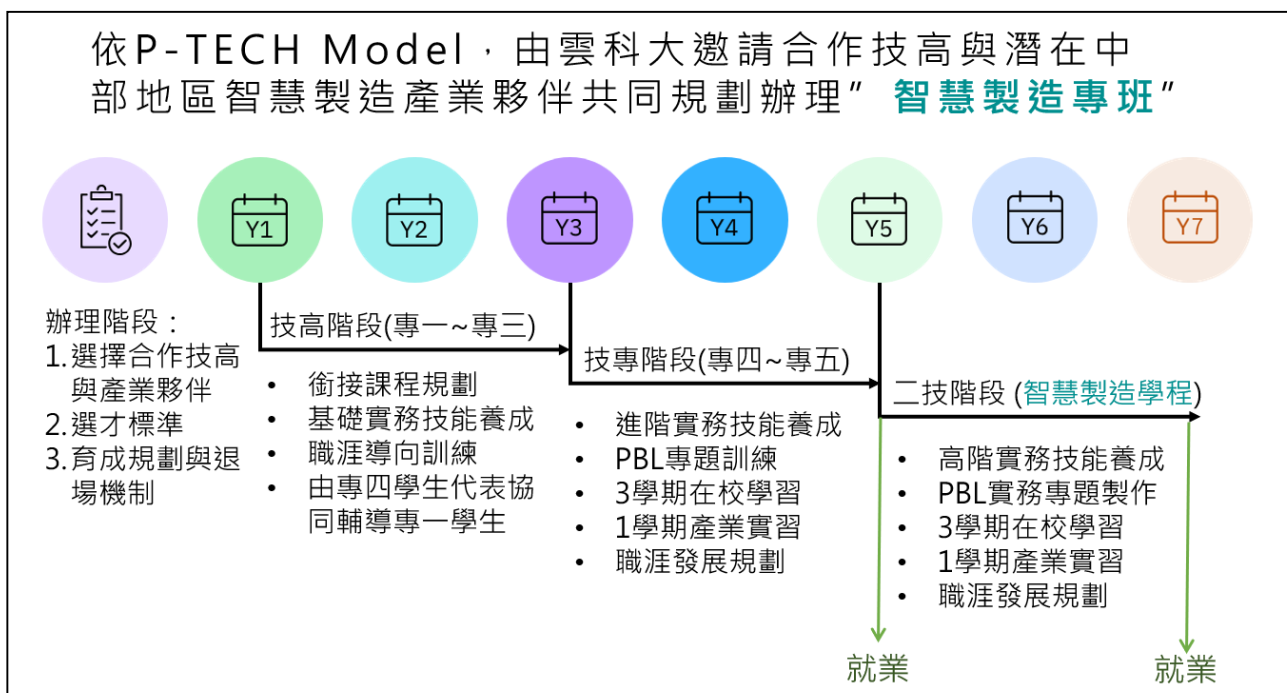 依P-TECH Model，由雲科大邀請合作技高與潛在中
部地區智慧製造產業夥伴共同規劃辦理”智慧製造專班”
Y1
Y2
Y3
Y4
Y5
Y6
Y7
辦理階段：
1.選擇合作技高
與產業夥伴
2.選才標準
3.育成規劃與退
場機制
技高階段(專一~專三)
• 銜接課程規劃
• 基礎實務技能養成
• 職涯導向訓練
• 由專四學生代表協
同輔導專一學生
技專階段(專四~專五)
• 進階實務技能養成
• PBL專題訓練
• 3學期在校學習
• 1學期產業實習
• 職涯發展規劃
二技階段 (智慧製造學程)
• 高階實務技能養成
• PBL實務專題製作
• 3學期在校學習
• 1學期產業實習
• 職涯發展規劃
就業
就業